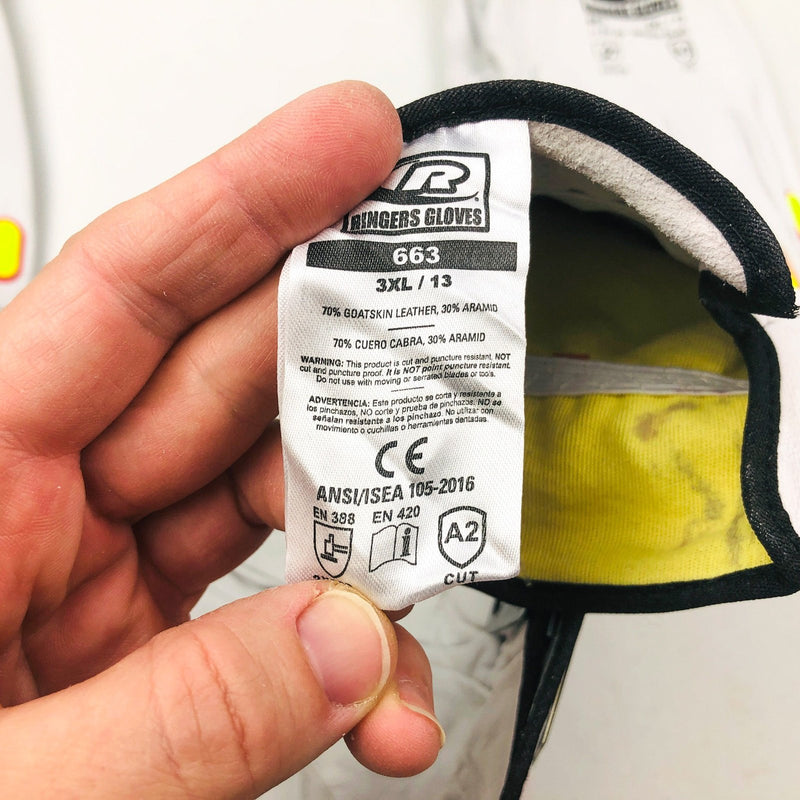 R
RINGERS GLOVES
663
3XL / 13
70% GOATSKIN LEATHER, 30% ARAMID
70% CUERO CABRA, 30% ARAMID
WARNING: This product is cut and puncture resistant, NOT
cut and puncture proof. It is NOT point puncture resistant.
Do not use with moving or serrated blades or tools.
ADVERTENCIA: Este producto se corta y resistente a
los pinchazos, NO corte y prueba de pinchazos. NO se
señalan resistantes a los pinchazo. No utilizar con
movimiento o cuchillas o herramientas dentadas.
CE
ANSI/ISEA 105-2016
EN 388 EN 420
i
A2
CUT